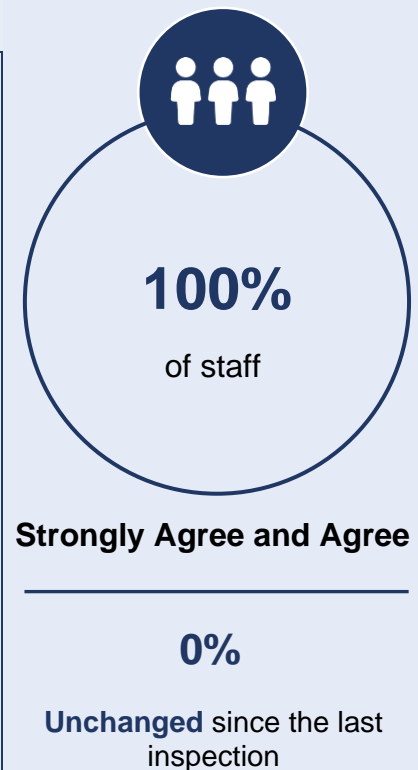 100%
of staff
Strongly Agree and Agree
0%
Unchanged since the last
inspection